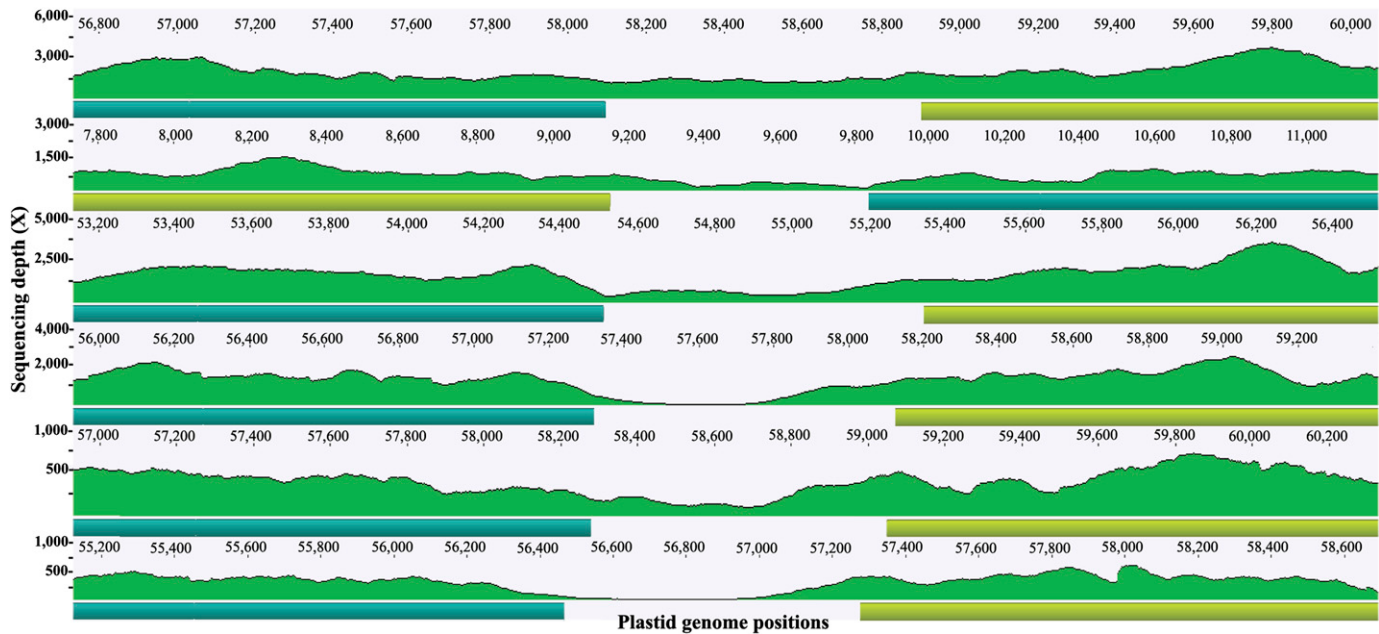 6,000
56,800 57,000 57,200 57,400 57,600 57,800 58,000 58,200 58,400 58,600 58,800 59,000 59,200 59,400 59,600 59,800 60,000
3,000
3,000
7,800 8,000 8,200 8,400 8,600 8,800 9,000 9,200 9,400 9,600 9,800 10,000 10,200 10,400 10,600 10,800 11,000
1,500
5,000
53,200 53,400 53,600 53,800 54,000 54,200 54,400 54,600 54,800 55,000 55,200 55,400 55,600 55,800 56,000 56,200 56,400
2,500
4,000
56,000 56,200 56,400 56,600 56,800 57,000 57,200 57,400 57,600 57,800 58,000 58,200 58,400 58,600 58,800 59,000 59,200
2,000
1,000
57,000 57,200 57,400 57,600 57,800 58,000 58,200 58,400 58,600 58,800 59,000 59,200 59,400 59,600 59,800 60,000 60,200
500
1,000
55,200 55,400 55,600 55,800 56,000 56,200 56,400 56,600 56,800 57,000 57,200 57,400 57,600 57,800 58,000 58,200 58,400 58,600
500
Sequencing depth (X)
Plastid genome positions